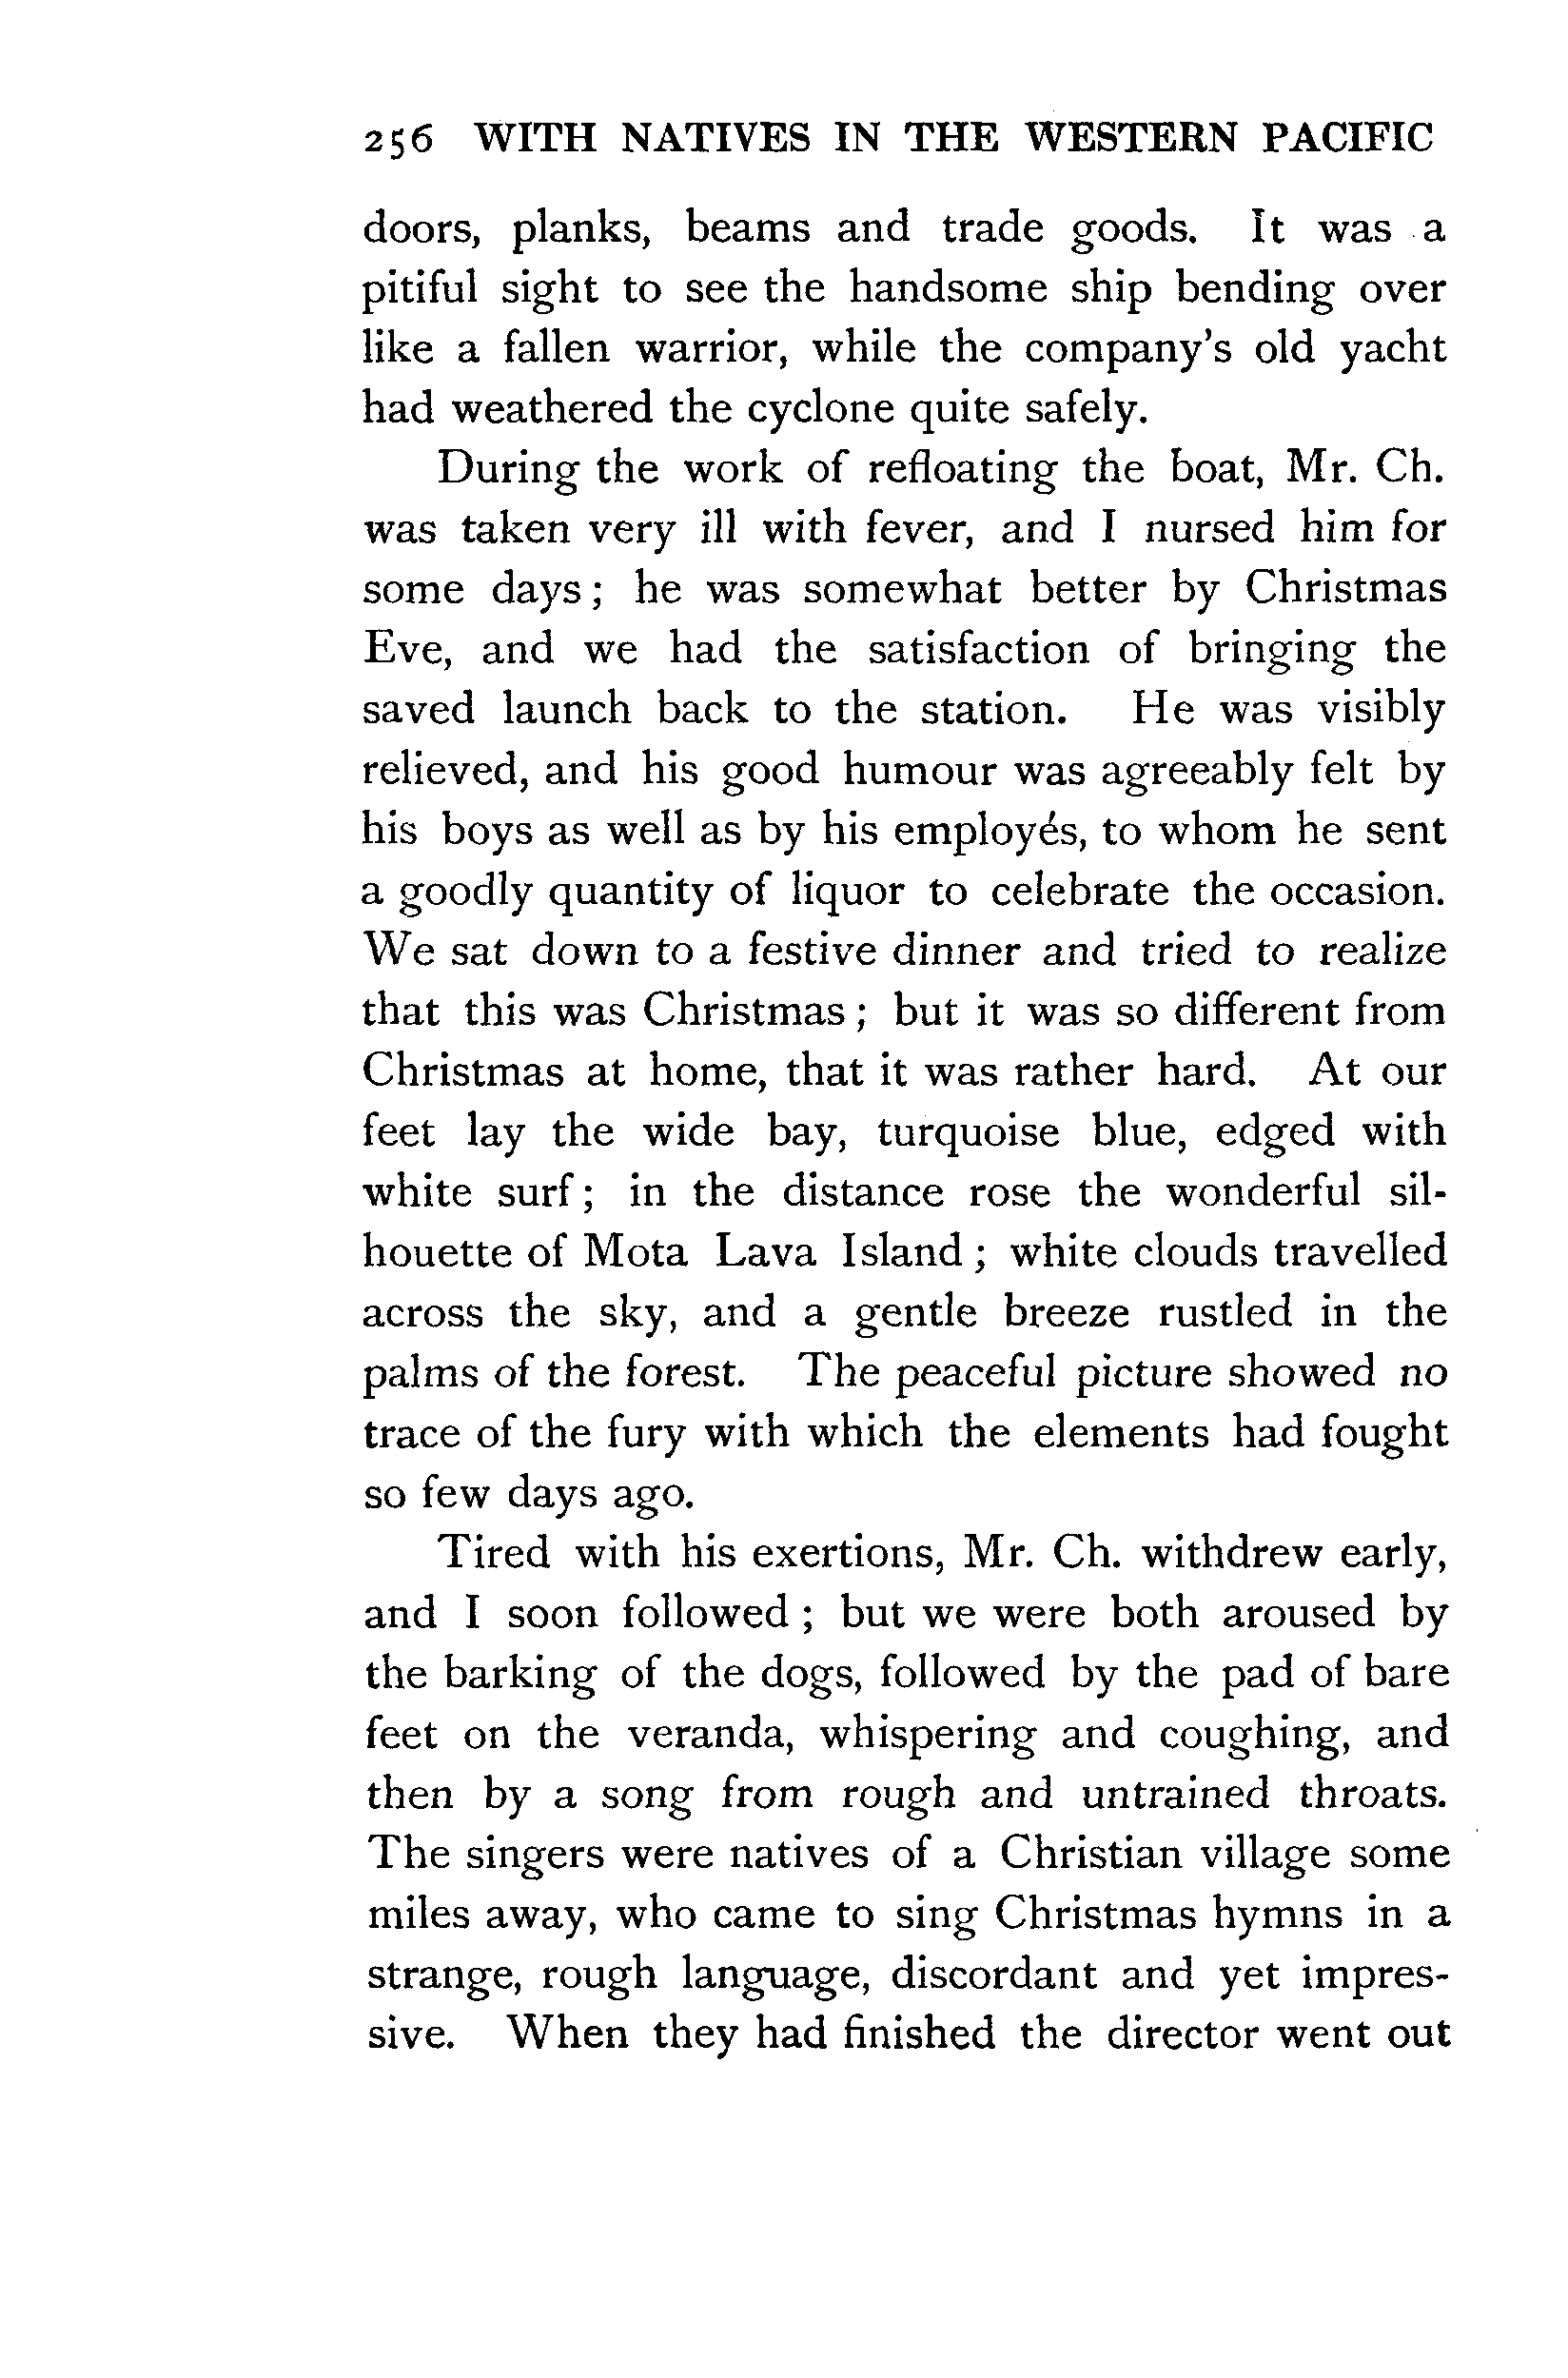 256 WITH NATIVES IN THE WESTERN PACIFIC
doors, planks, beams and trade goods. It was a
pitiful sight to see the handsome ship bending over
like a fallen warrior, while the company's old yacht
had weathered the cyclone quite safely.
During the work of refloating the boat, Mr. Ch.
was taken very ill with fever, and I nursed him for
some days; he was somewhat better by Christmas
Eve, and we had the satisfaction of bringing the
saved launch back to the station. He was visibly
relieved, and his good humour was agreeably felt by
his boys as well as by his employés, to whom he sent
a goodly quantity of liquor to celebrate the occasion.
We sat down to a festive dinner and tried to realize
that this was Christmas; but it was so different from
Christmas at home, that it was rather hard. At our
feet lay the wide bay, turquoise blue, edged with
white surf; in the distance rose the wonderful sil-
houette of Mota Lava Island; white clouds travelled
across the sky, and a gentle breeze rustled in the
palms of the forest. The peaceful picture showed no
trace of the fury with which the elements had fought
so few days ago.
Tired with his exertions, Mr. Ch. withdrew early,
and I soon followed; but we were both aroused by
the barking of the dogs, followed by the pad of bare
feet on the veranda, whispering and coughing, and
then by a song from rough and untrained throats.
The singers were natives of a Christian village some
miles away, who came to sing Christmas hymns in a
strange, rough language, discordant and yet impres-
sive. When they had finished the director went out